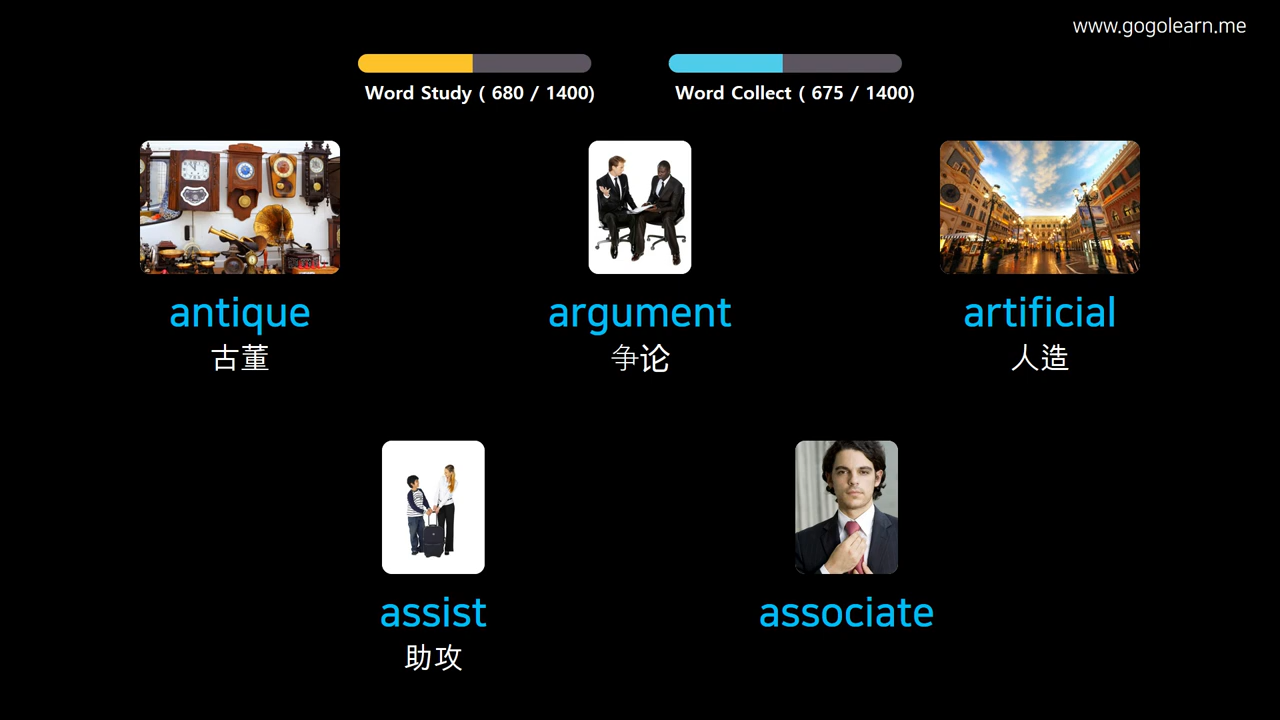 www.gogolearn.me
Word Study ( 680 / 1400)
Word Collect ( 675 / 1400)
antique
古董
argument
争论
artificial
人造
assist
助攻
associate